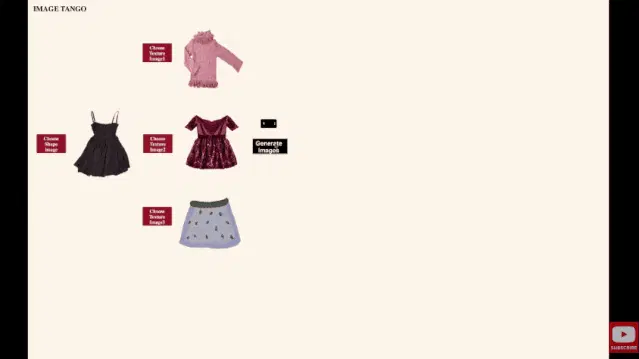 IMAGE TANGO
Choose
Texture
Image1
Choose
Shape
image
Choose
Texture
Image2
Generate
Images
Choose
Texture
Image3
SUBSCRIBE